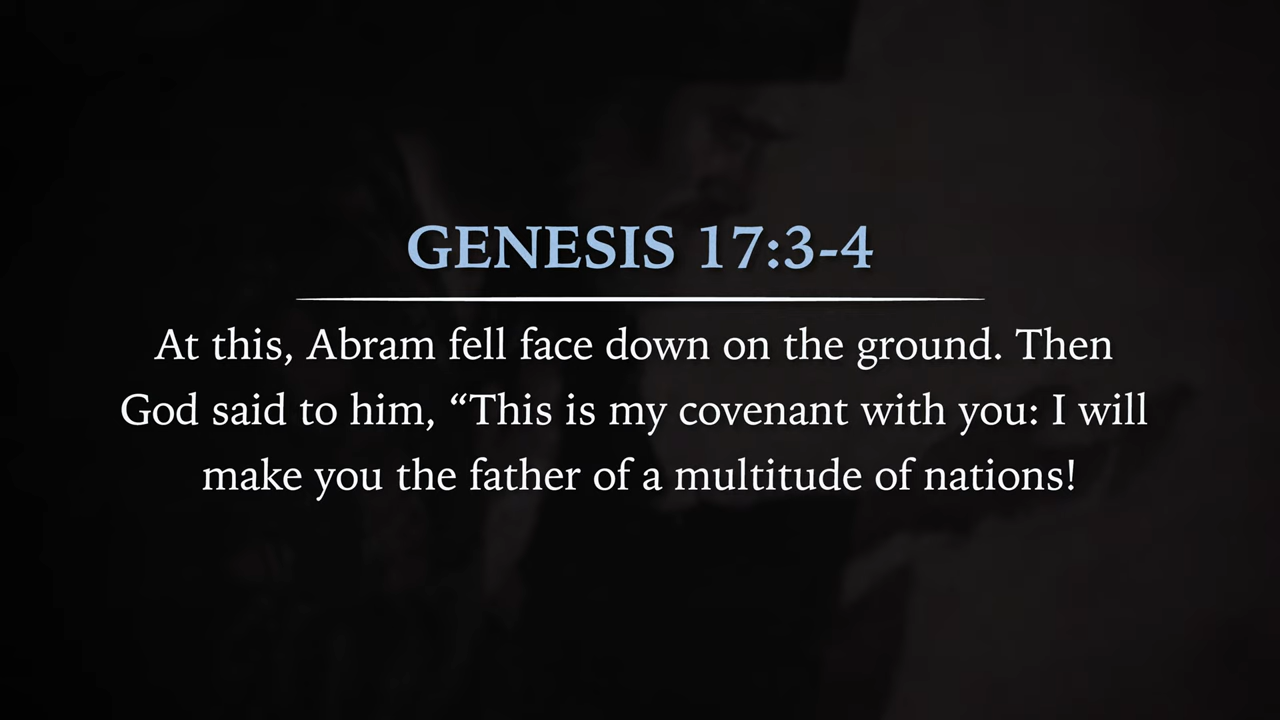 GENESIS 17:3-4
At this, Abram fell face down on the ground. Then
God said to him, “This is my covenant with you: I will
make you the father of a multitude of nations!